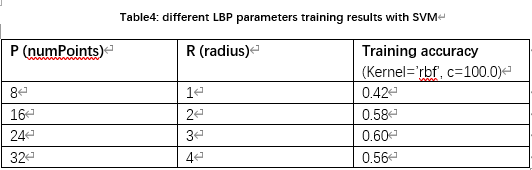 Table4: different LBP parameters training results with SVM
P (numPoints) R (radius) Training accuracy
(Kernel='rbf', c=100.0)
8 1 0.42
16 2 0.58
24 3 0.60
32 4 0.56